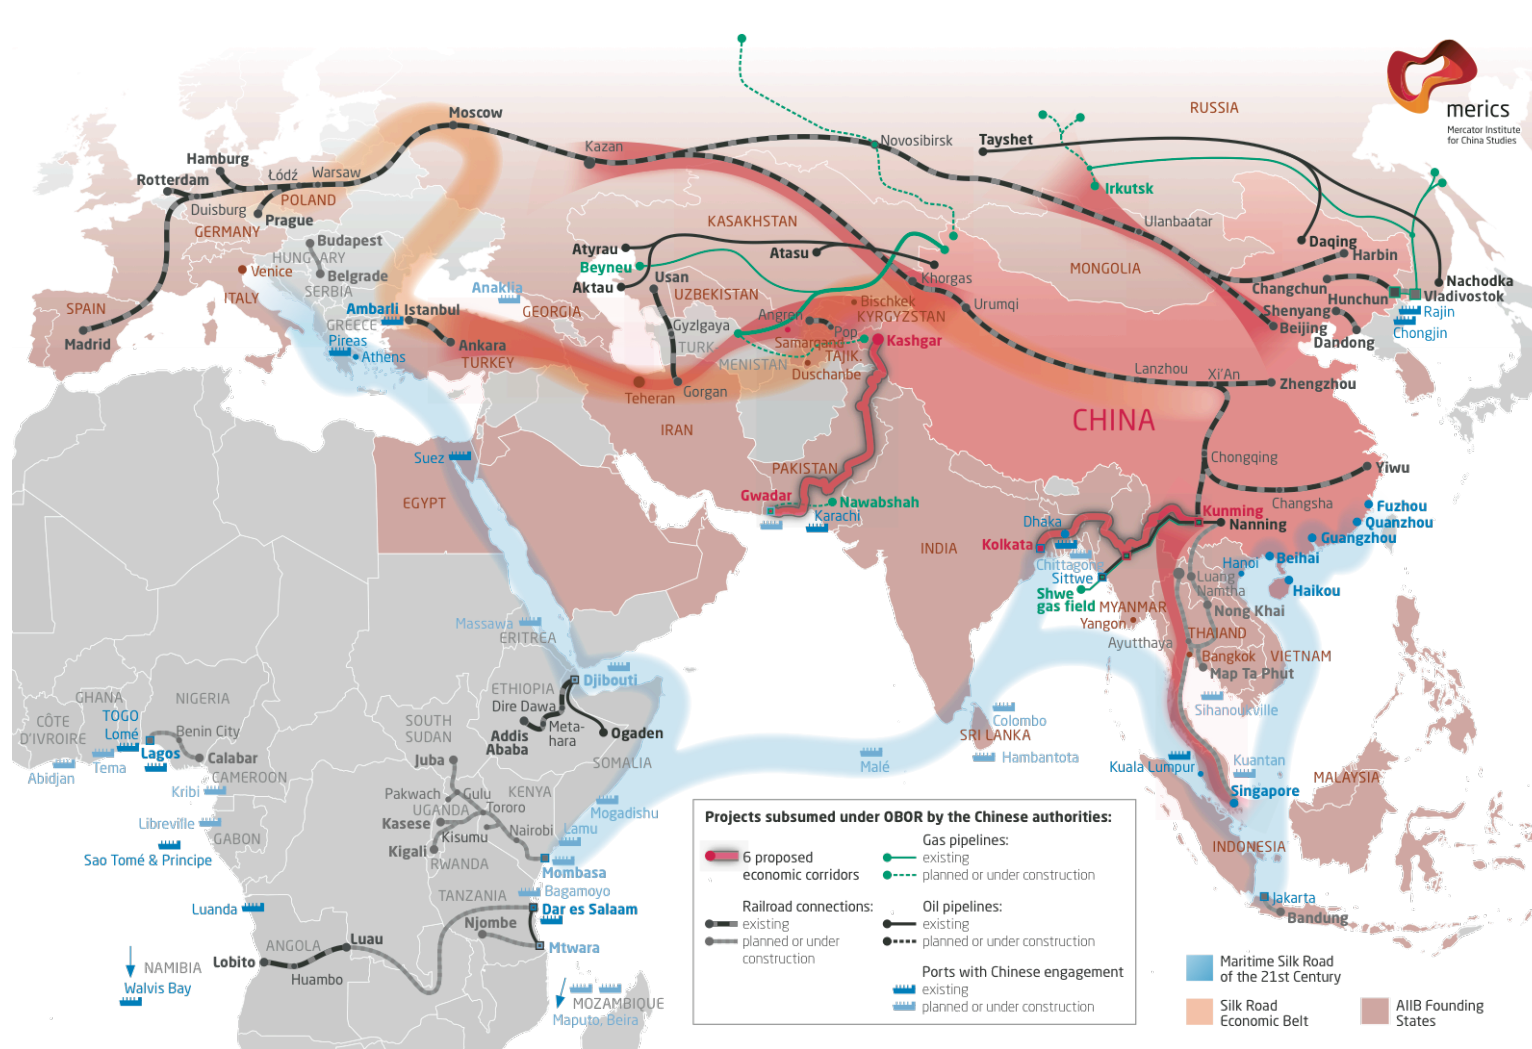 merics
Mercator Institute
for China Studies
RUSSIA
Moscow
Kazan
Novosibirsk
Tayshet
Irkutsk
Hamburg
Rotterdam
Łódź
Warsaw
POLAND
Duisburg
Prague
GERMANY
Budapest
HUNGARY
Belgrade
SERBIA
Venice
ITALY
SPAIN
Madrid
Ambarli
Istanbul
GREECE
Pireas
Athens
Ankara
TURKEY
Anaklia
GEORGIA
KASAKHSTAN
Atyrau
Beyneu
Aktau
Usan
Atasu
UZBEKISTAN
Khorgas
Urumqi
Bischkek
KYRGYZSTAN
Angren
Pop
Gyzlgaya
Samarqand
TAJIK.
TURK
MENISTAN
Duschanbe
Kashgar
Teheran
Gorgan
IRAN
Ulanbaatar
MONGOLIA
Daqing
Harbin
Changchun
Hunchun
Nachodka
Vladivostok
Rajin
Chongjin
Shenyang
Beijing
Dandong
Lanzhou
Xi’An
Zhengzhou
CHINA
Chongqing
Yiwu
Changsha
Fuzhou
Quanzhou
Guangzhou
Beihai
Haikou
Hanoi
Kunming
Nanning
PAKISTAN
Gwadar
Nawabshah
Karachi
INDIA
Dhaka
Kolkata
Chittagong
Sittwe
Shwe
gas field
MYANMAR
Yangon
Luang
Namtha
Nong Khai
THAILAND
Ayutthaya
Bangkok
VIETNAM
Map Ta Phut
Sihanoukville
Suez
EGYPT
Massawa
ERITREA
Djibouti
ETHIOPIA
Dire Dawa
Meta-
hara
Addis
Ababa
Ogaden
SOMALIA
GHANA
NIGERIA
CÔTE
D’IVROIRE
TOGO
Lomé
Benin City
Lagos
Tema
Abidjan
Calabar
CAMEROON
Kribi
Libreville
GABON
Sao Tomé & Principe
SOUTH
SUDAN
Juba
Pakwach
Gulu
KENYA
UGANDA
Tororo
Kasese
Kisumu
Nairobi
Kigali
RWANDA
Mogadishu
Lamu
Mombasa
Bagamoyo
TANZANIA
Dar es Salaam
Njombe
Mtwara
Luanda
ANGOLA
Luau
Lobito
Huambo
NAMIBIA
Walvis Bay
MOZAMBIQUE
Maputo, Beira
Colombo
SRI LANKA
Hambantota
Malé
Kuala Lumpur
Kuantan
Singapore
MALAYSIA
INDONESIA
Jakarta
Bandung
Projects subsumed under OBOR by the Chinese authorities:
6 proposed
economic corridors
Railroad connections:
existing
planned or under
construction
Gas pipelines:
existing
planned or under construction
Oil pipelines:
existing
planned or under construction
Ports with Chinese engagement
existing
planned or under construction
Maritime Silk Road
of the 21st Century
Silk Road
Economic Belt
AIIB Founding
States